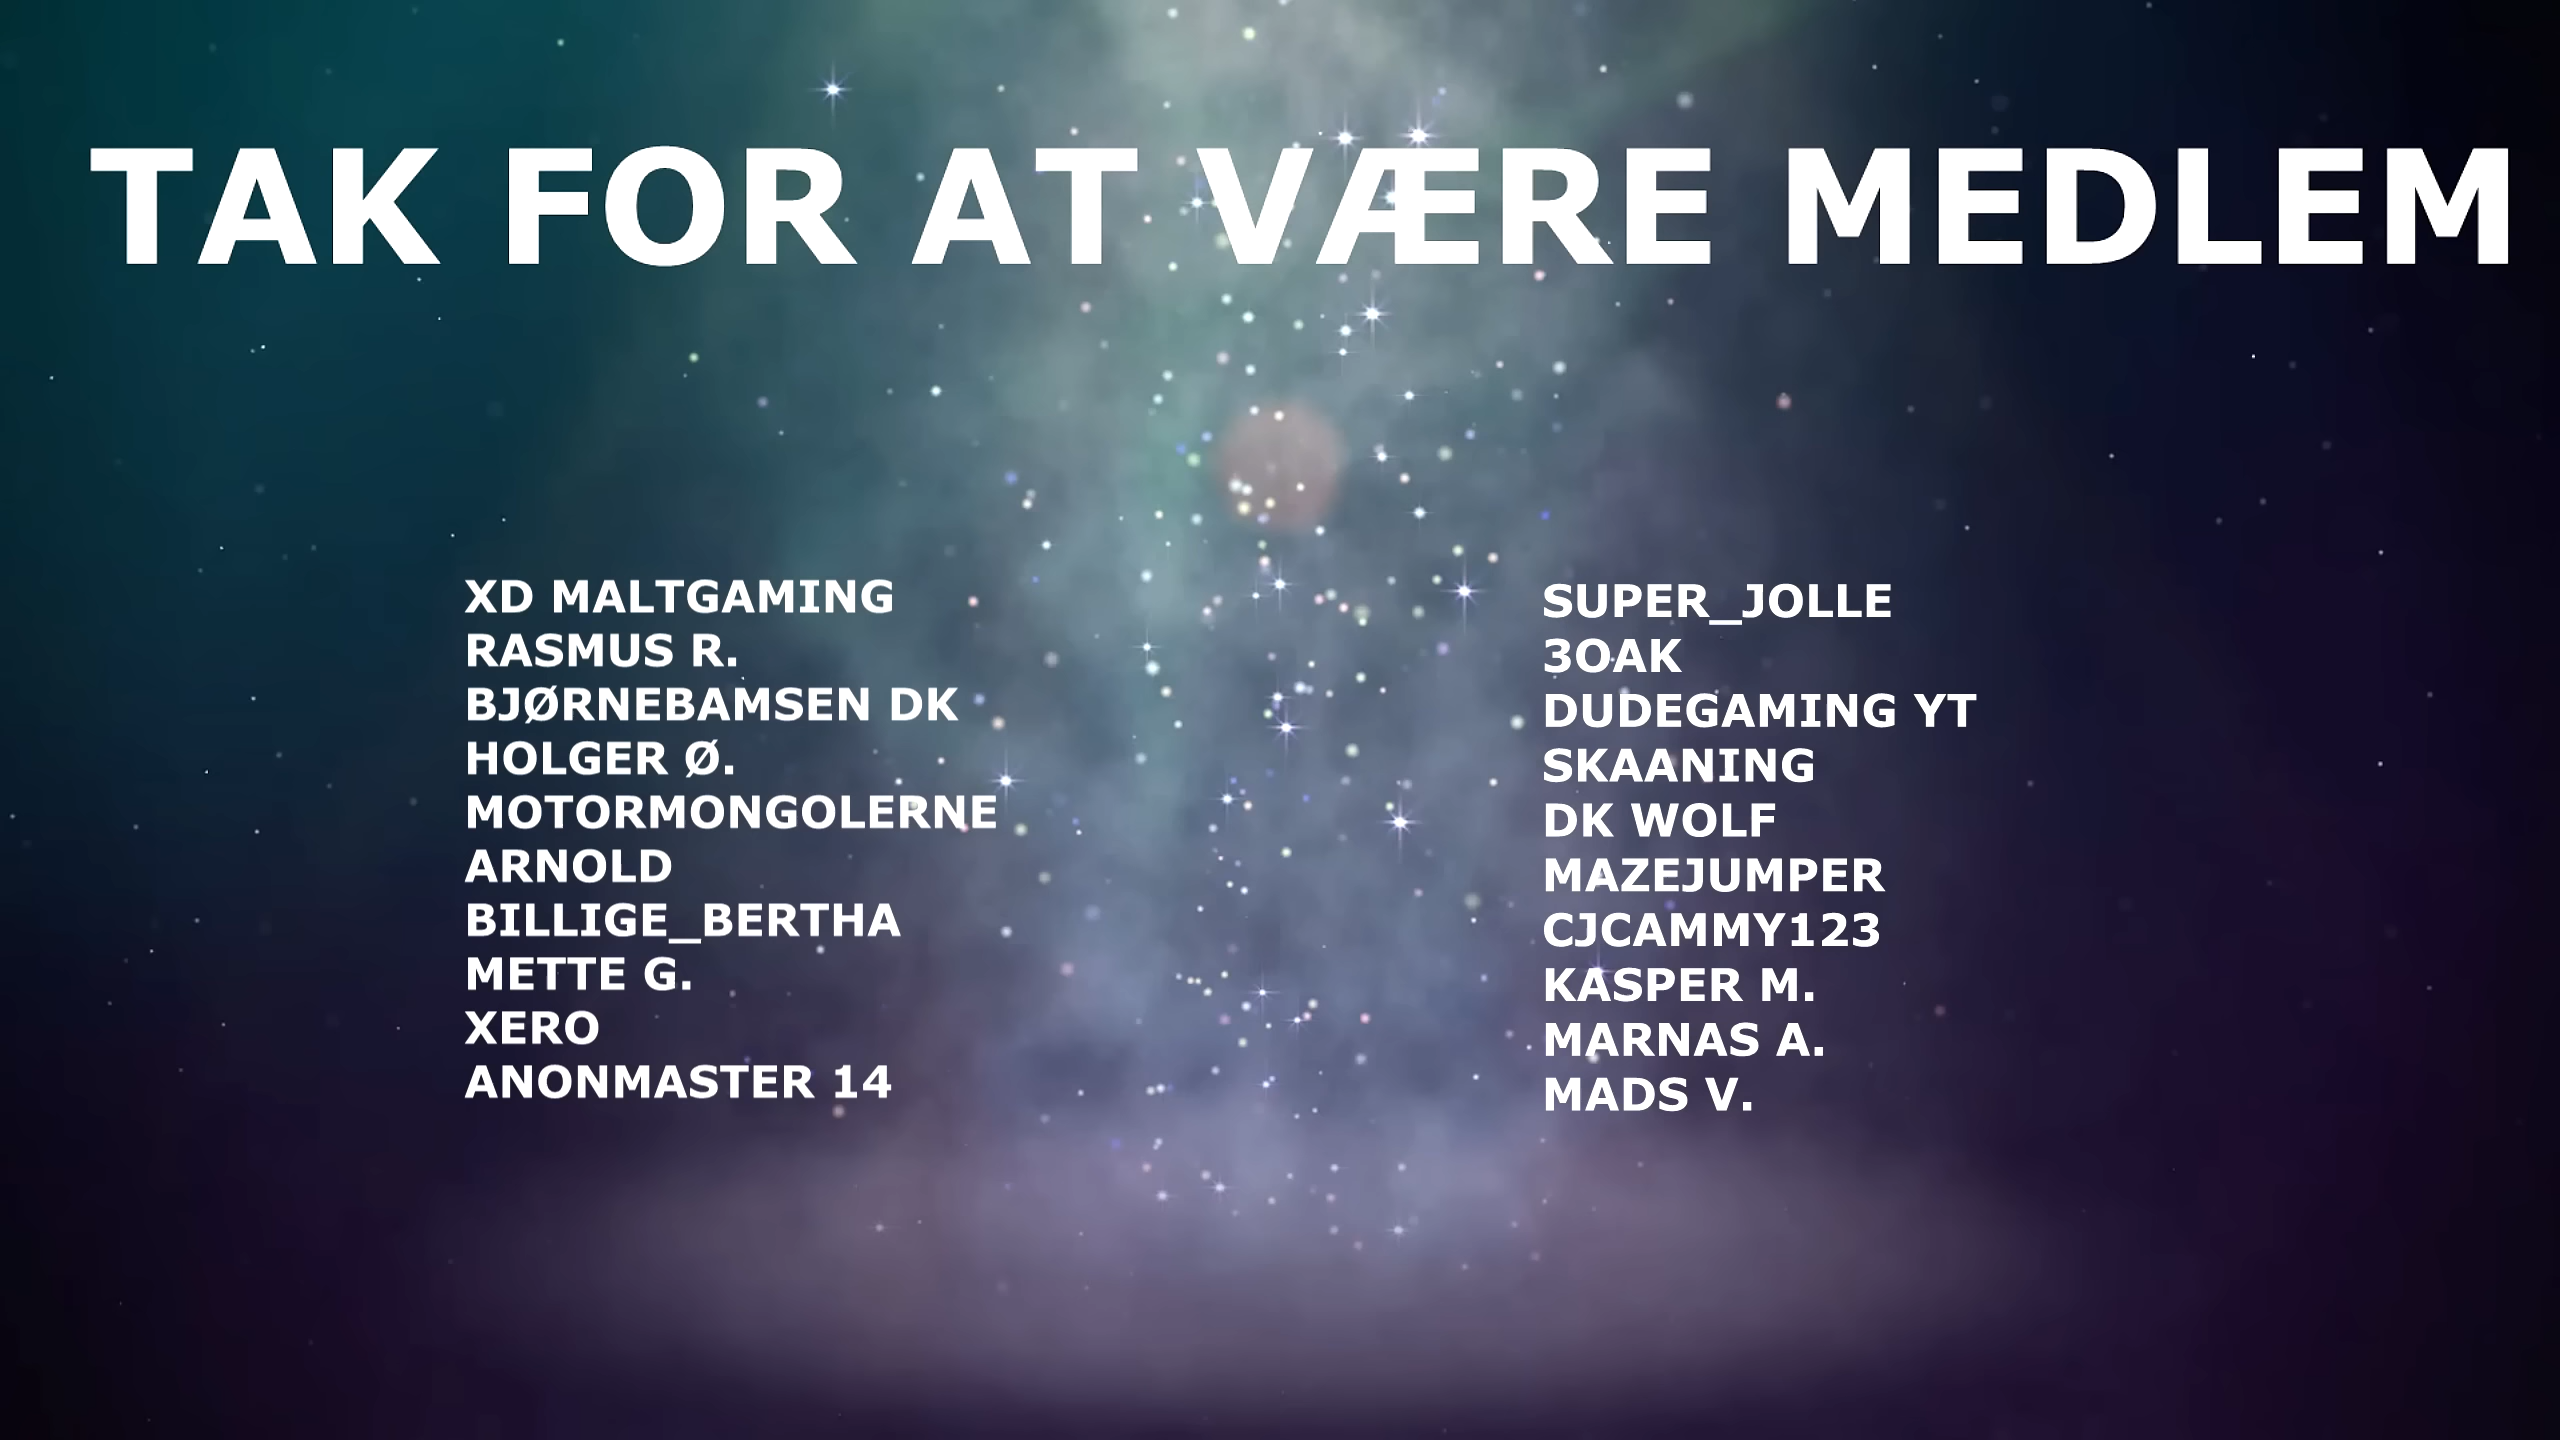 TAK FOR AT VÆRE MEDLEM
XD MALTGAMING
RASMUS R.
BJØRNEBAMSEN DK
HOLGER Ø.
MOTORMONGOLERNE
ARNOLD
BILLIGE_BERTHA
METTE G.
XERO
ANONMASTER 14
SUPER_JOLLE
3OAK
DUDEGAMING YT
SKAANING
DK WOLF
MAZEJUMPER
CJCAMMY123
KASPER M.
MARNAS A.
MADS V.